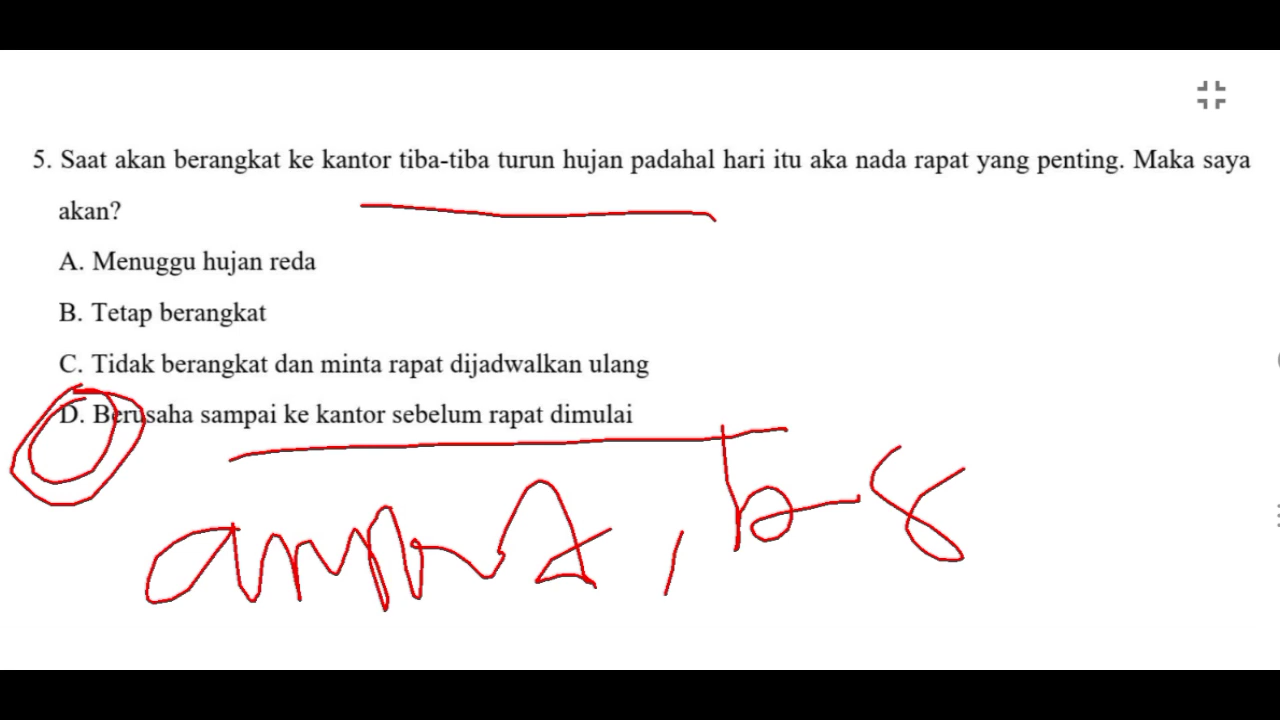 5. Saat akan berangkat ke kantor tiba-tiba turun hujan padahal hari itu aka nada rapat yang penting. Maka saya
akan?
A. Menuggu hujan reda
B. Tetap berangkat
C. Tidak berangkat dan minta rapat dijadwalkan ulang
D. Berusaha sampai ke kantor sebelum rapat dimulai